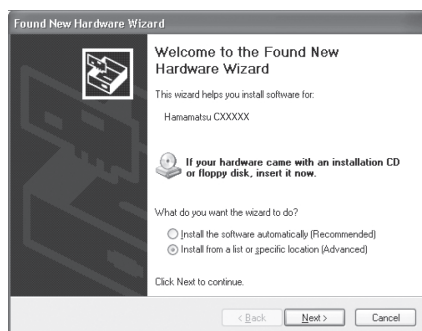 Found New Hardware Wizard
Welcome to the Found New
Hardware Wizard
This wizard helps you install software for:
Hamamatsu CXXXXX
If your hardware came with an installation CD
or floppy disk, insert it now.
What do you want the wizard to do?
Install the software automatically (Recommended)
Install from a list or specific location (Advanced)
Click Next to continue.
< Back Next > Cancel